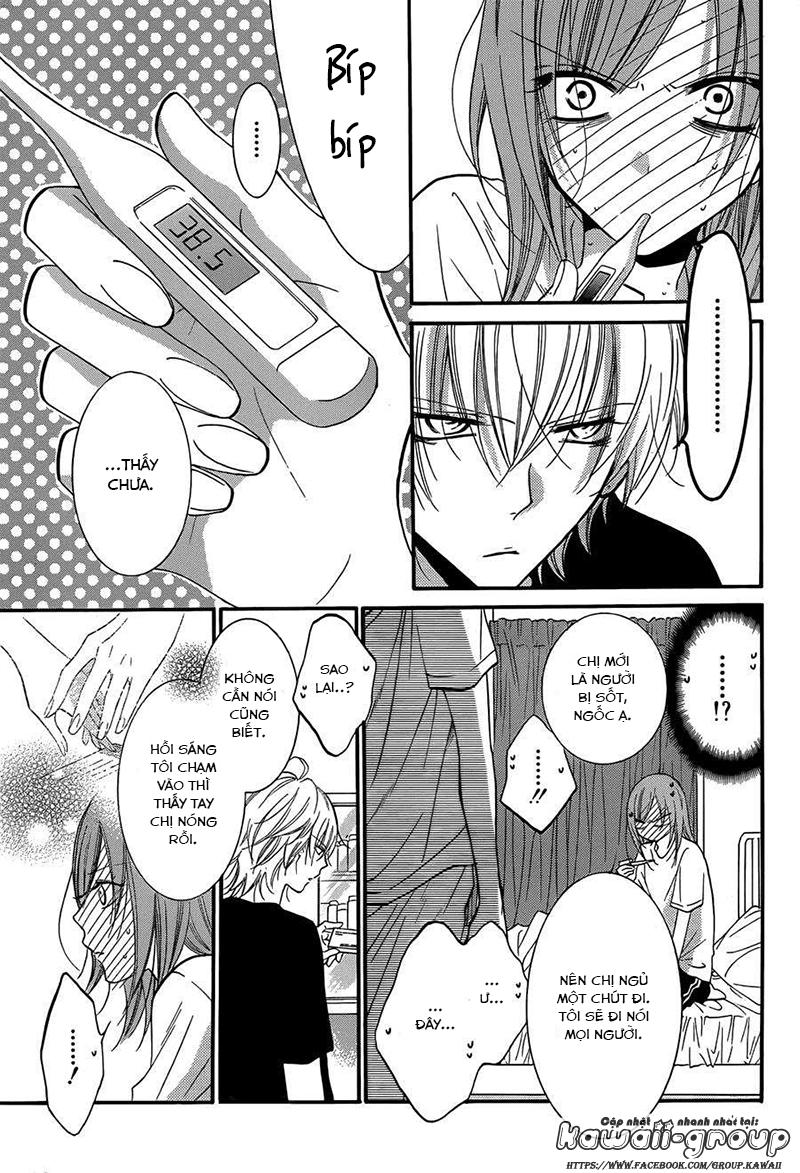 ......
Bíp
bíp
......
38.5
...THẤY
CHƯA.
......!?
CHỊ MỚI
LÀ NGƯỜI
BỊ SỐT,
NGỐC Ạ.
......!!
NÊN CHỊ NGỦ
MỘT CHÚT ĐI.
TÔI SẼ ĐI NÓI
MỌI NGƯỜI.
...
Ư...
...
ĐÂY...
SAO
LẠI..?
KHÔNG
CẦN NÓI
CŨNG
BIẾT.
HỒI SÁNG
TÔI CHẠM
VÀO THÌ
THẤY TAY
CHỊ NÓNG
RỒI.
......!
Cập nhật nhanh nhất tại:
Kawaii-group
HTTPS://WWW.FACEBOOK.COM/GROUP.KAWAII